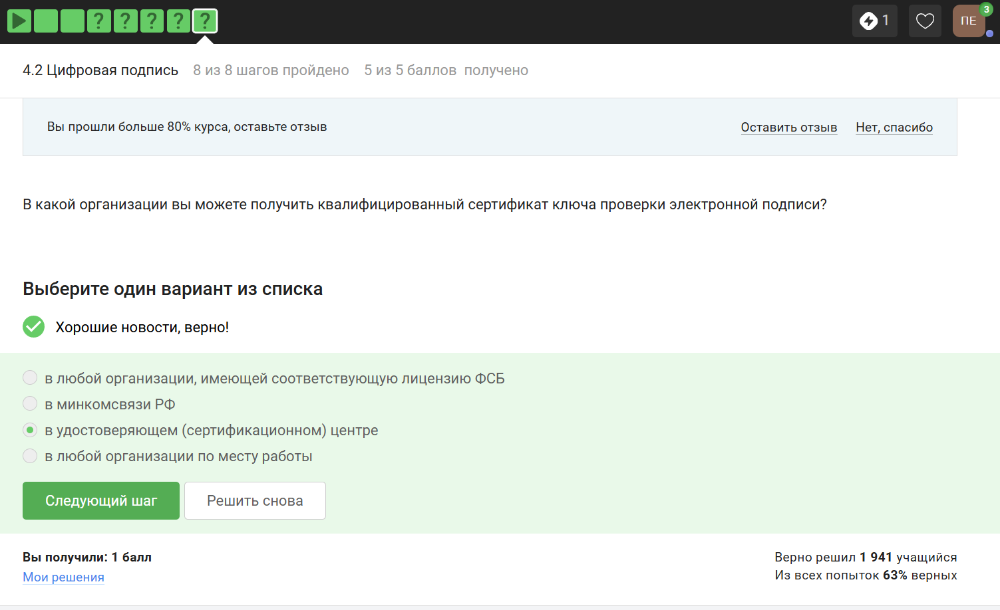 ? ? ? ? ?
1
ПЕ
3
4.2 Цифровая подпись 8 из 8 шагов пройдено 5 из 5 баллов получено
Вы прошли больше 80% курса, оставьте отзыв
Оставить отзыв Нет, спасибо
В какой организации вы можете получить квалифицированный сертификат ключа проверки электронной подписи?
Выберите один вариант из списка
Хорошие новости, верно!
в любой организации, имеющей соответствующую лицензию ФСБ
в минкомсвязи РФ
в удостоверяющем (сертификационном) центре
в любой организации по месту работы
Следующий шаг Решить снова
Вы получили: 1 балл
Мои решения
Верно решил 1 941 учащийся
Из всех попыток 63% верных